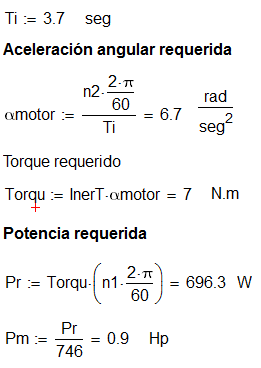 Ti := 3.7 seg
Aceleración angular requerida
αmotor := (n2·(2·π/60))/Ti = 6.7 rad/seg²
Torque requerido
Torqu := InerT·αmotor = 7 N.m
Potencia requerida
Pr := Torqu·(n1·(2·π/60)) = 696.3 W
Pm := Pr/746 = 0.9 Hp